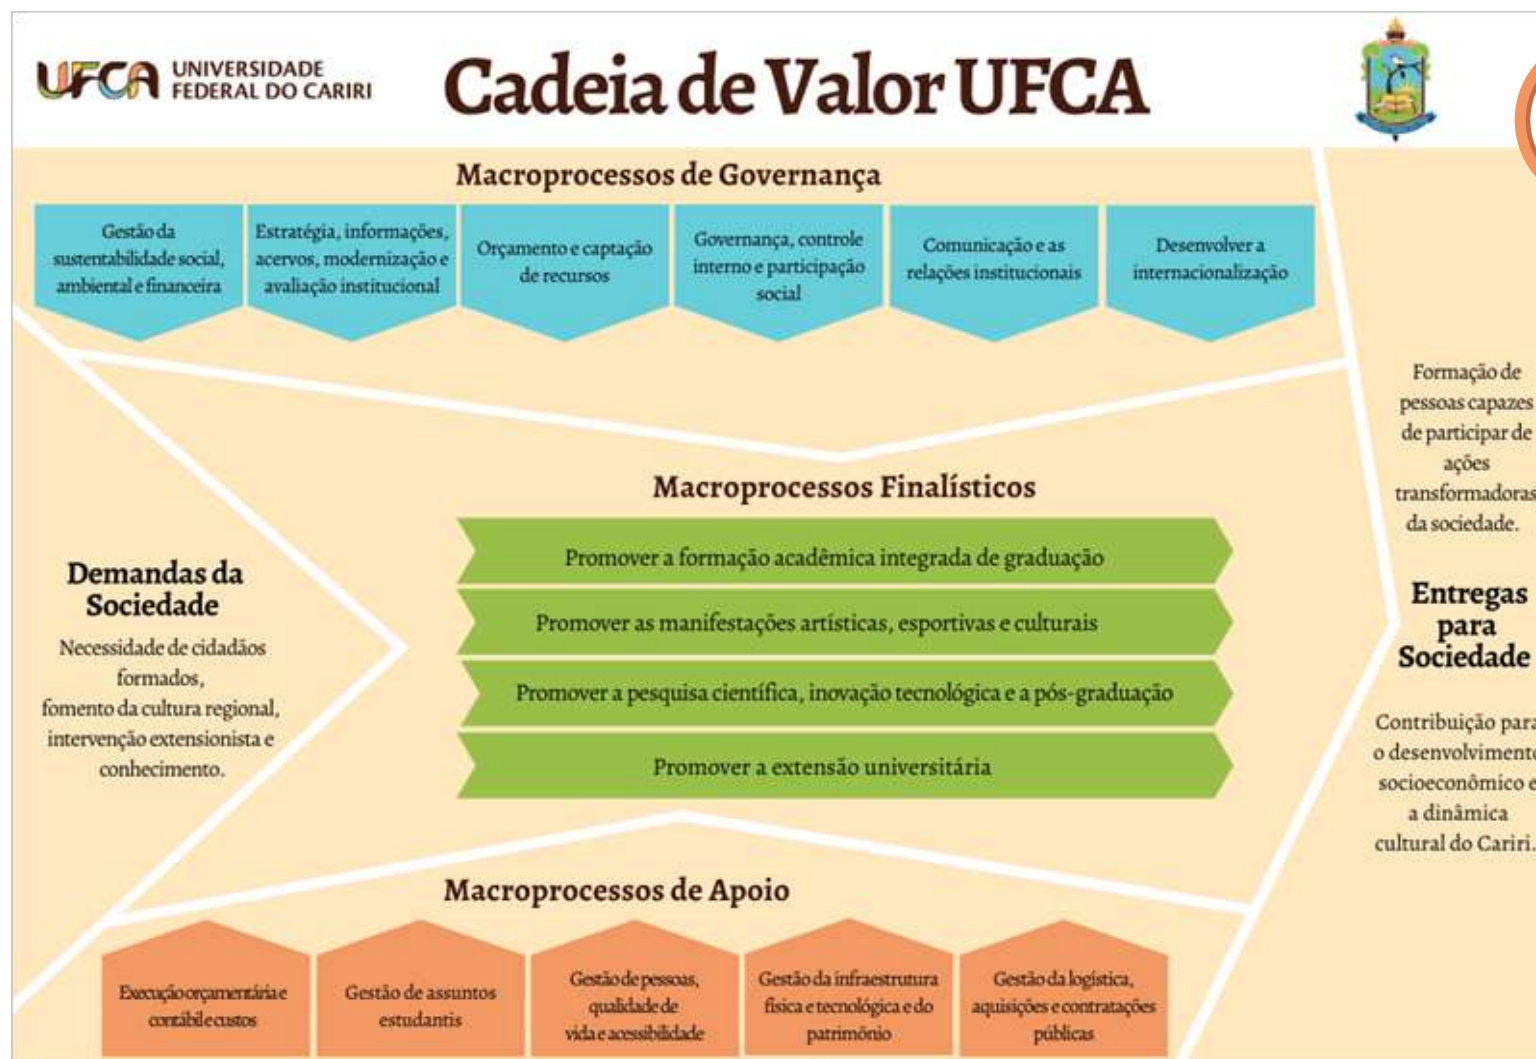 UFCA
UNIVERSIDADE
FEDERAL DO CARIRI
Cadeia de Valor UFCA
Macroprocessos de Governança
Gestão da
sustentabilidade social,
ambiental e financeira
Estratégia, informações,
acervos, modernização e
avaliação institucional
Orçamento e captação
de recursos
Governança, controle
interno e participação
social
Comunicação e as
relações institucionais
Desenvolver a
internacionalização
Demandas da
Sociedade
Necessidade de cidadãos
formados,
fomento da cultura regional,
intervenção extensionista e
conhecimento.
Macroprocessos Finalísticos
Promover a formação acadêmica integrada de graduação
Promover as manifestações artísticas, esportivas e culturais
Promover a pesquisa científica, inovação tecnológica e a pós-graduação
Promover a extensão universitária
Formação de
pessoas capazes
de participar de
ações
transformadoras
da sociedade.
Entregas
para
Sociedade
Contribuição para
o desenvolvimento
socioeconômico e
a dinâmica
cultural do Cariri.
Macroprocessos de Apoio
Execução orçamentária e
contábil e custos
Gestão de assuntos
estudantis
Gestão de pessoas,
qualidade de
vida e acessibilidade
Gestão da infraestrutura
física e tecnológica e do
patrimônio
Gestão da logística,
aquisições e contratações
públicas